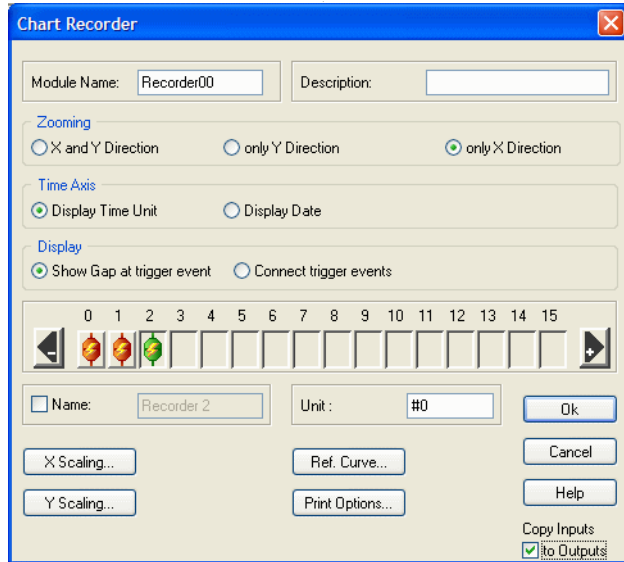 Chart Recorder
Module Name: Recorder00 Description:
Zooming
X and Y Direction only Y Direction only X Direction
Time Axis
Display Time Unit Display Date
Display
Show Gap at trigger event Connect trigger events
0 1 2 3 4 5 6 7 8 9 10 11 12 13 14 15
Name: Recorder 2 Unit : #0 Ok
X Scaling... Ref. Curve... Cancel
Y Scaling... Print Options... Help
Copy Inputs
to Outputs